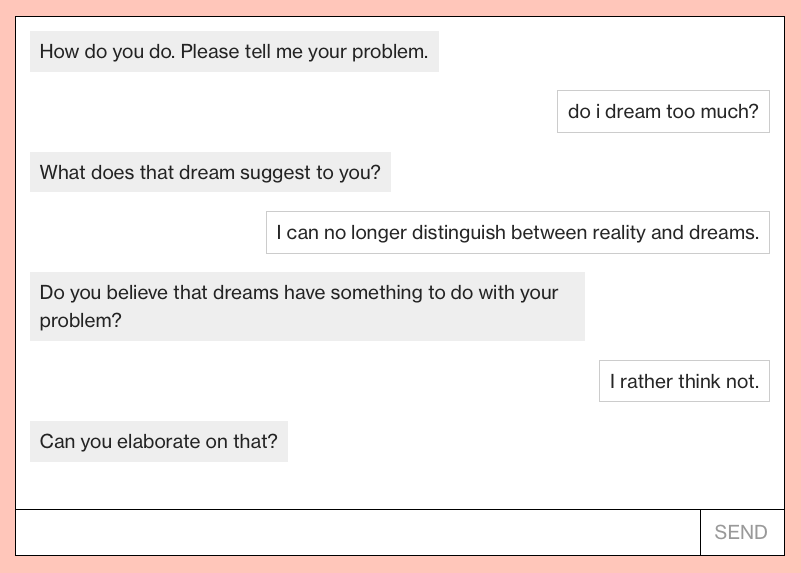 How do you do. Please tell me your problem.
do i dream too much?
What does that dream suggest to you?
I can no longer distinguish between reality and dreams.
Do you believe that dreams have something to do with your
problem?
I rather think not.
Can you elaborate on that?
SEND